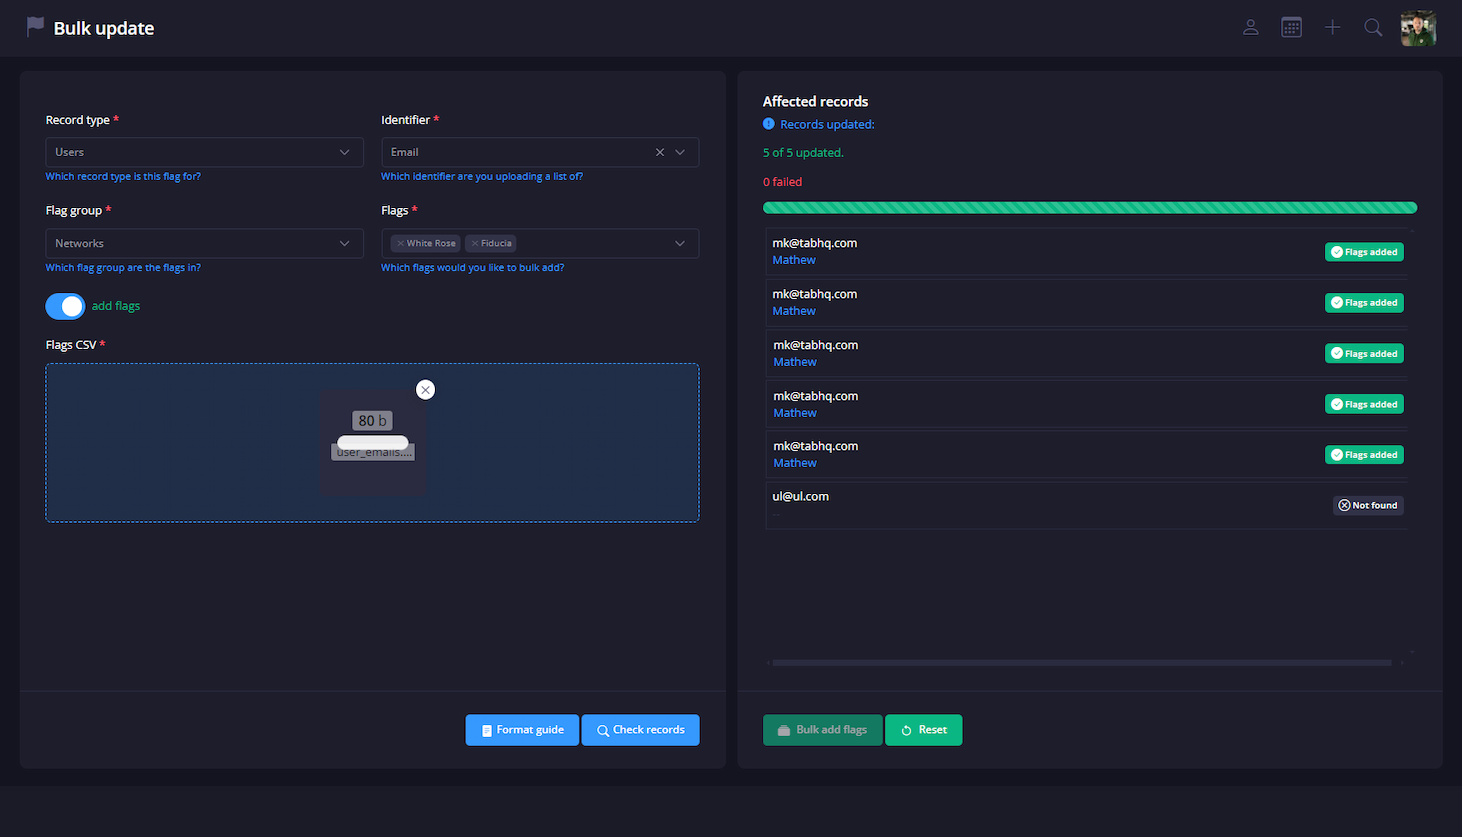 Bulk update
Record type *
Identifier *
Users
Email
Which record type is this flag for?
Which identifier are you uploading a list of?
Flag group *
Flags *
Networks
White Rose
Fiducia
Which flag group are the flags in?
Which flags would you like to bulk add?
add flags
Flags CSV *
80 b
user_emails....
Format guide
Check records
Affected records
Records updated:
5 of 5 updated.
0 failed
mk@tabhq.com
Mathew
Flags added
mk@tabhq.com
Mathew
Flags added
mk@tabhq.com
Mathew
Flags added
mk@tabhq.com
Mathew
Flags added
mk@tabhq.com
Mathew
Flags added
ul@ul.com
Not found
Bulk add flags
Reset